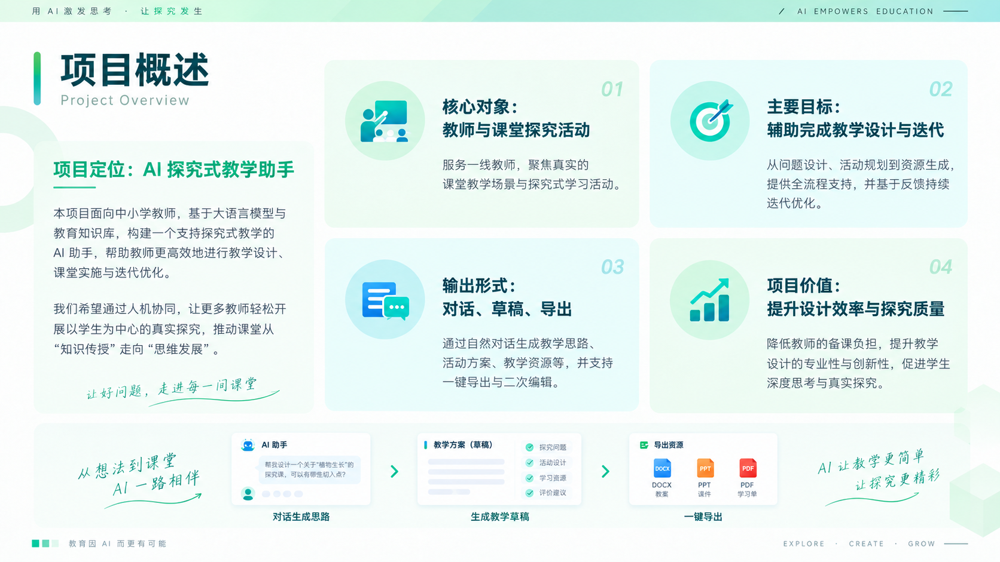 用 AI 激发思考 · 让探究发生
/ AI EMPOWERS EDUCATION
项目概述
Project Overview
项目定位：AI 探究式教学助手
本项目面向中小学教师，基于大语言模型与
教育知识库，构建一个支持探究式教学的
AI 助手，帮助教师更高效地进行教学设计、
课堂实施与迭代优化。
我们希望通过人机协同，让更多教师轻松开
展以学生为中心的真实探究，推动课堂从
“知识传授” 走向 “思维发展” 。
让好问题，走进每一间课堂
01
核心对象：
教师与课堂探究活动
服务一线教师，聚焦真实的
课堂教学场景与探究式学习活动。
02
主要目标：
辅助完成教学设计与迭代
从问题设计、活动规划到资源生成，
提供全流程支持，并基于反馈持续
迭代优化。
03
输出形式：
对话、草稿、导出
通过自然对话生成教学思路、
活动方案、教学资源等，并支持
一键导出与二次编辑。
04
项目价值：
提升设计效率与探究质量
降低教师的备课负担，提升教学
设计的专业性与创新性，促进学生
深度思考与真实探究。
从想法到课堂
AI 一路相伴
AI 助手
帮我设计一个关于"植物生长"的
探究课，可以有哪些切入点？
对话生成思路
教学方案（草稿）
探究问题
活动设计
学习资源
评价建议
生成教学草稿
导出资源
DOCX
PPT
PDF
DOCX
PPT
PDF
教案
课件
学习单
一键导出
AI 让教学更简单
让探究更精彩
教育因 AI 而更有可能
EXPLORE · CREATE · GROW